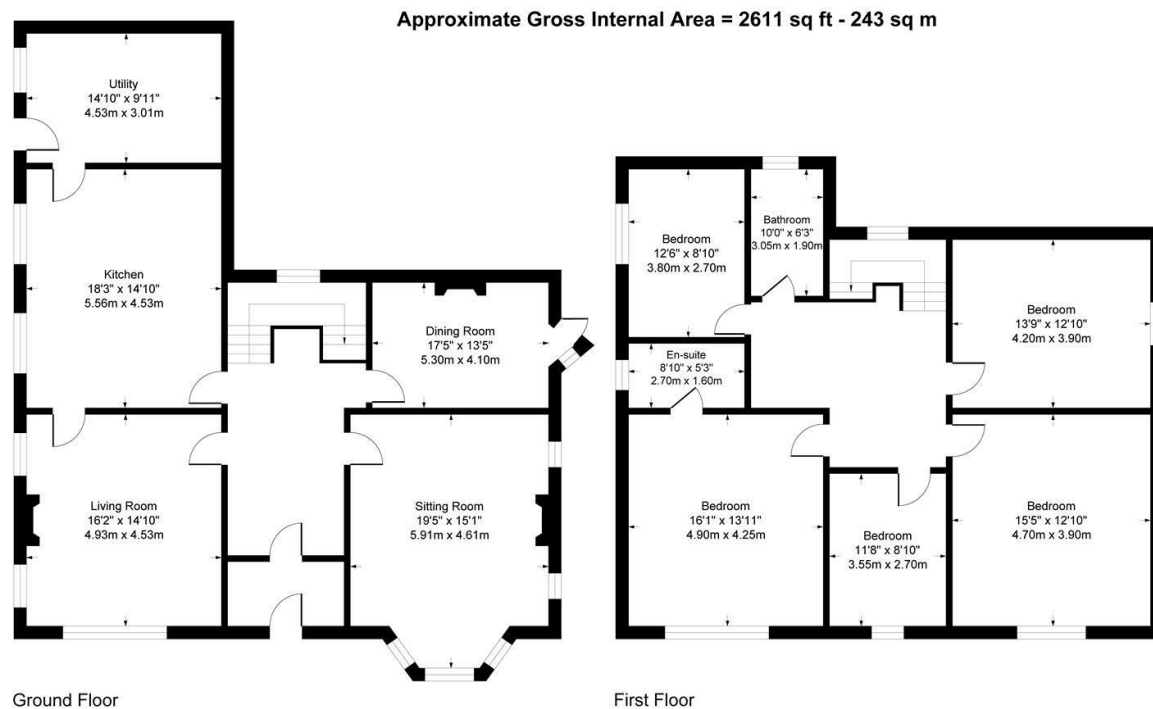 Approximate Gross Internal Area = 2611 sq ft - 243 sq m
Utility
14'10" x 9'11"
4.53m x 3.01m
Kitchen
18'3" x 14'10"
5.56m x 4.53m
Dining Room
17'5" x 13'5"
5.30m x 4.10m
Living Room
16'2" x 14'10"
4.93m x 4.53m
Sitting Room
19'5" x 15'1"
5.91m x 4.61m
Ground Floor
Bedroom
12'6" x 8'10"
3.80m x 2.70m
Bathroom
10'0" x 6'3"
3.05m x 1.90m
Bedroom
13'9" x 12'10"
4.20m x 3.90m
En-suite
8'10" x 5'3"
2.70m x 1.60m
Bedroom
16'1" x 13'11"
4.90m x 4.25m
Bedroom
11'8" x 8'10"
3.55m x 2.70m
Bedroom
15'5" x 12'10"
4.70m x 3.90m
First Floor